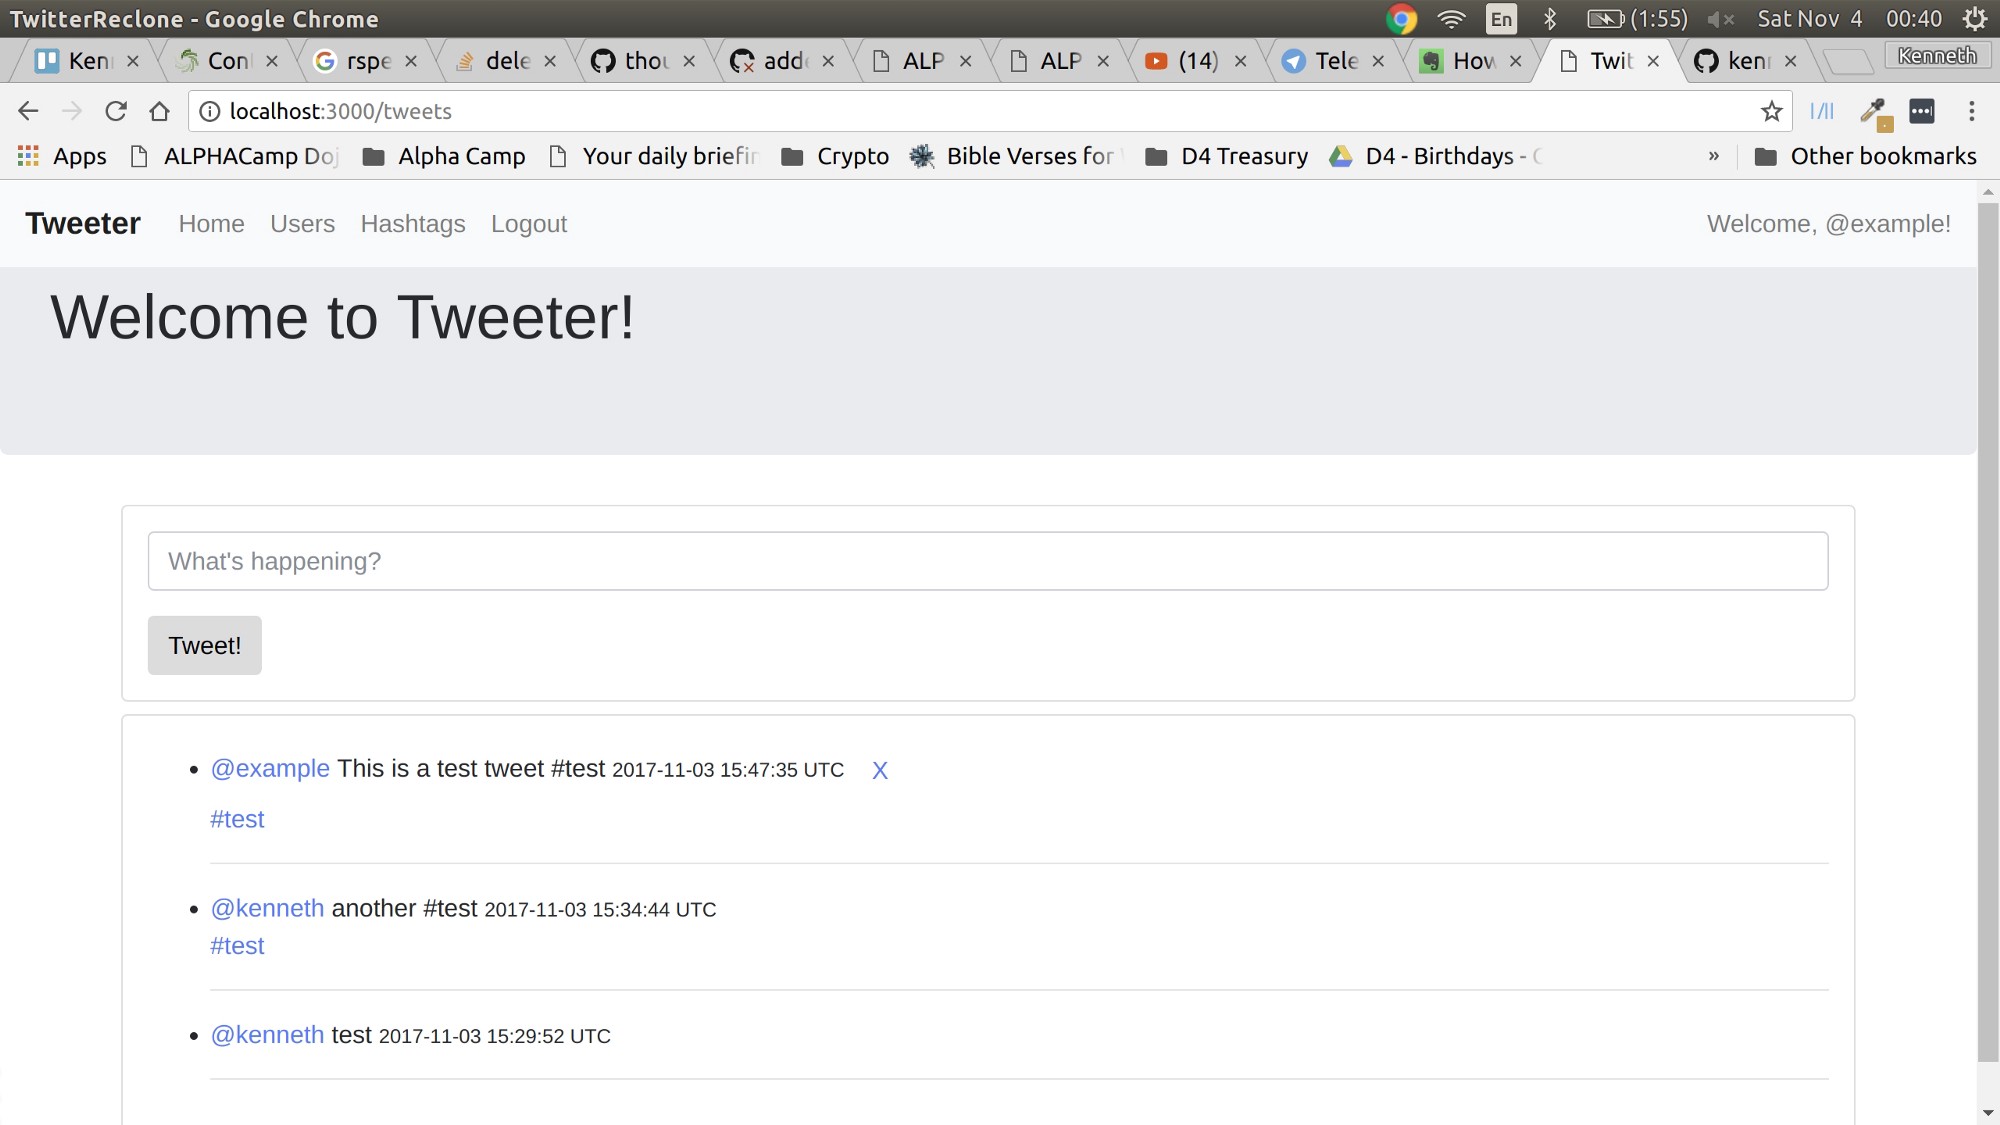 TwitterReclone - Google Chrome
En (1:55) Sat Nov 4 00:40
Ken Con rspe dele thou add ALP ALP (14) Tele How Twit ken Kenneth
localhost:3000/tweets
Apps ALPHACamp Doj Alpha Camp Your daily briefin Crypto Bible Verses for D4 Treasury D4 - Birthdays - » Other bookmarks
Tweeter Home Users Hashtags Logout Welcome, @example!
Welcome to Tweeter!
What's happening?
Tweet!
@example This is a test tweet #test 2017-11-03 15:47:35 UTC X
#test
@kenneth another #test 2017-11-03 15:34:44 UTC
#test
@kenneth test 2017-11-03 15:29:52 UTC